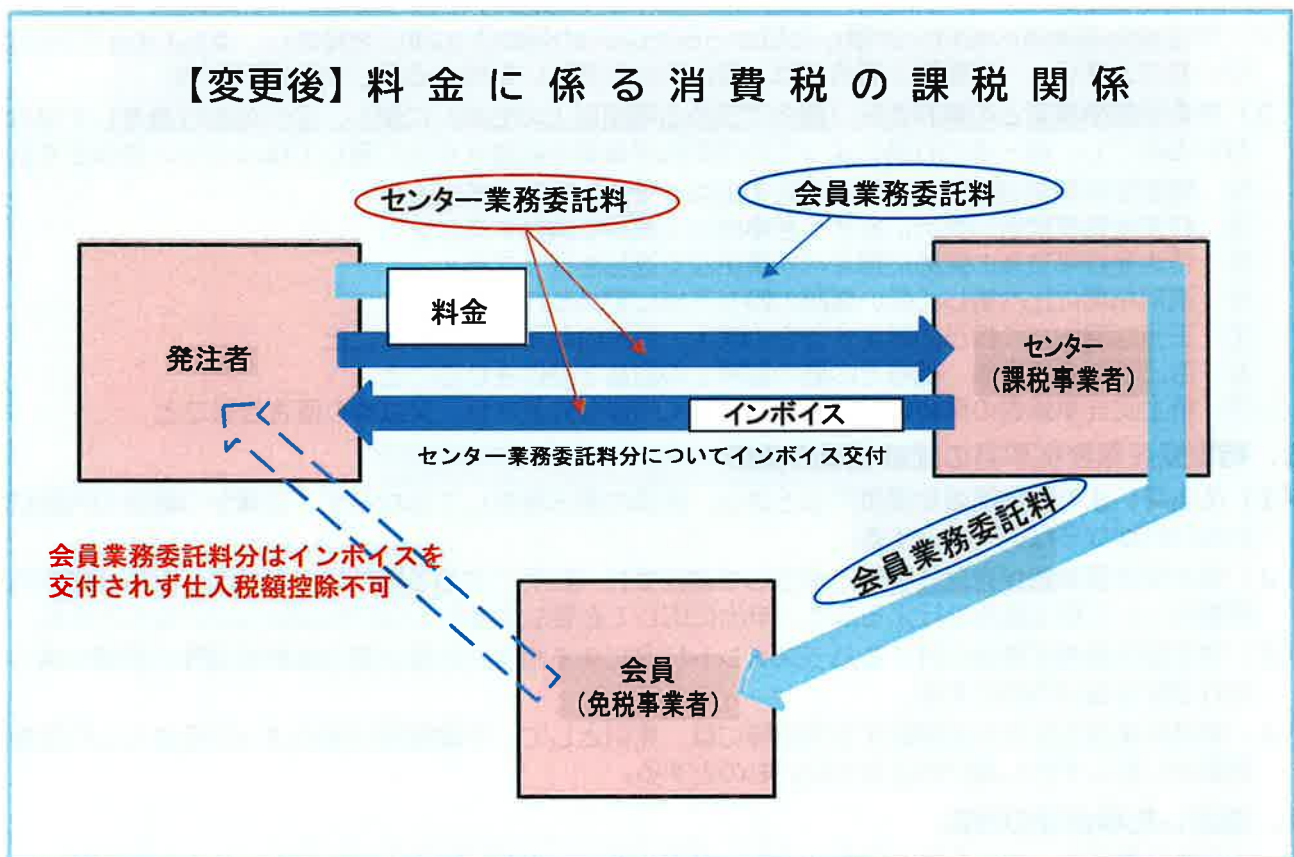 【変更後】料金に係る消費税の課税関係
センター業務委託料
会員業務委託料
料金
発注者
センター
(課税事業者)
インボイス
センター業務委託料分についてインボイス交付
会員業務委託料
会員業務委託料分はインボイスを
交付されず仕入税額控除不可
会員
(免税事業者)